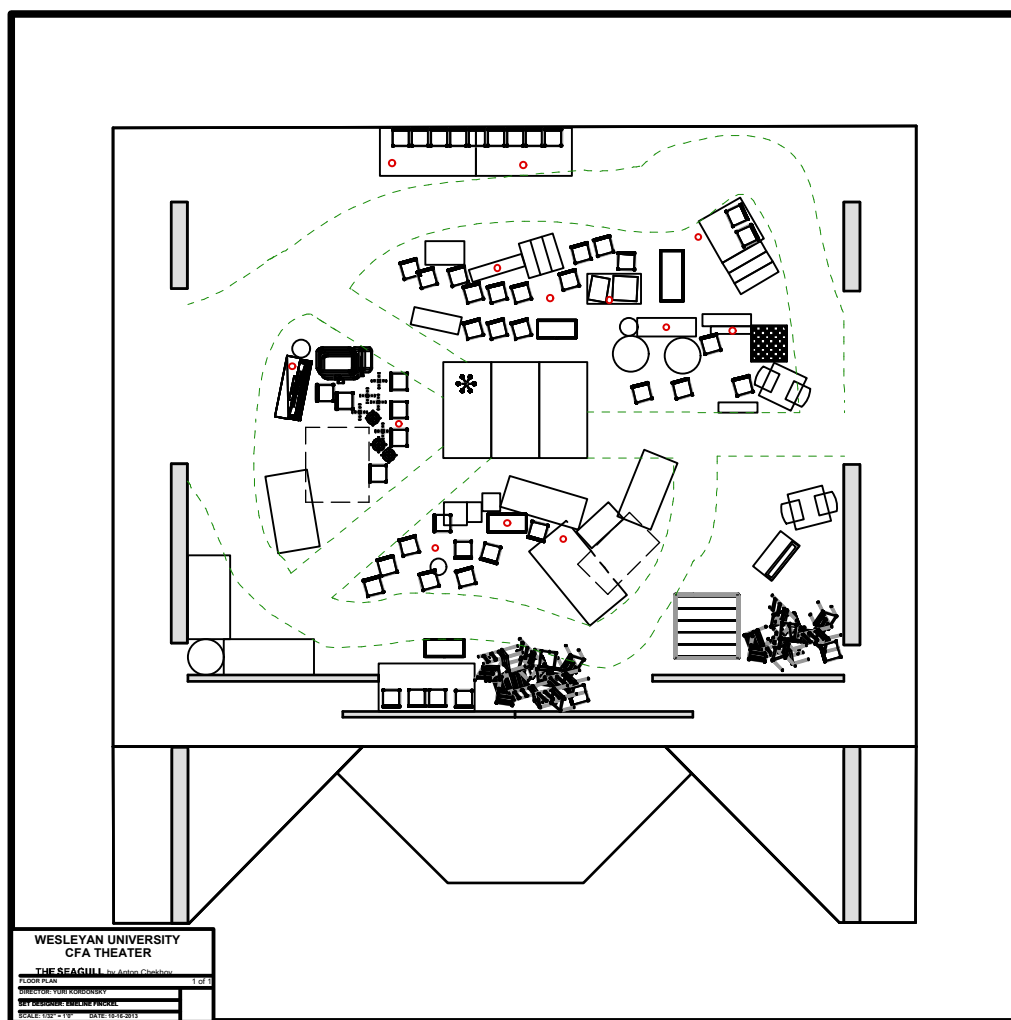 WESLEYAN UNIVERSITY
CFA THEATER
THE SEAGULL by Anton Chekhov
FLOOR PLAN 1 of 1
DIRECTOR: YURI KORDONSKY
SET DESIGNER: EMELINE FINCKEL
SCALE: 1/32" = 1'0" DATE: 10-16-2013